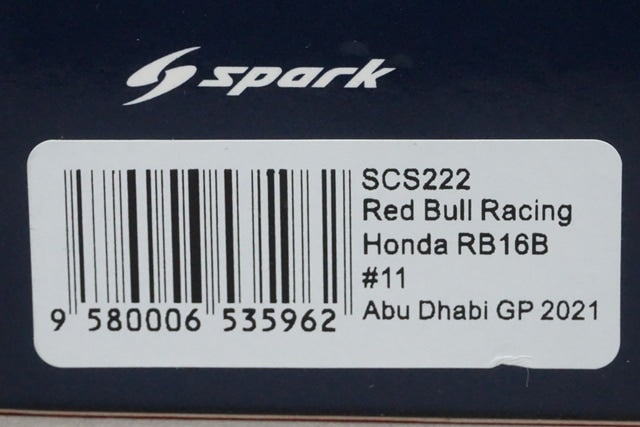 spark
SCS222
Red Bull Racing
Honda RB16B
#11
Abu Dhabi GP 2021
9 580006 535962